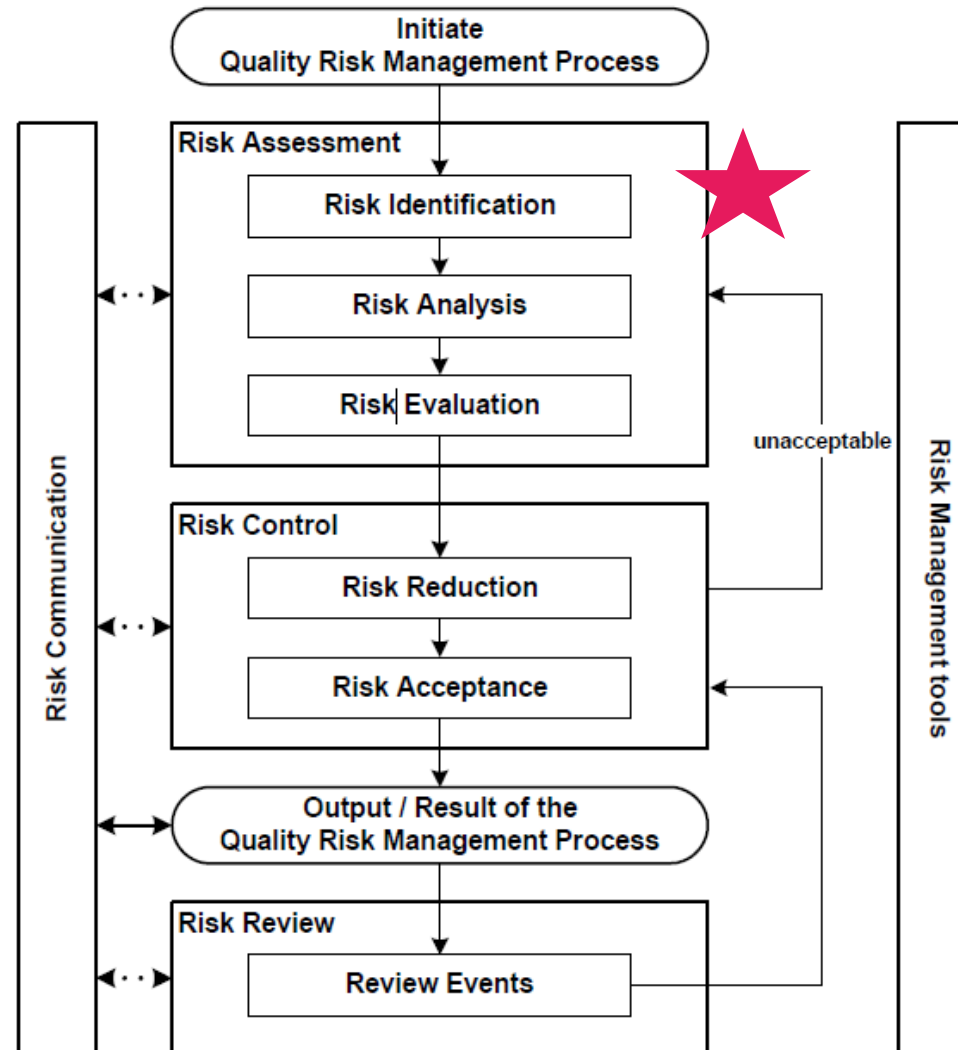 Initiate
Quality Risk Management Process
Risk Assessment
Risk Identification
Risk Analysis
Risk Evaluation
unacceptable
Risk Control
Risk Reduction
Risk Acceptance
Output / Result of the
Quality Risk Management Process
Risk Review
Review Events
Risk Communication
Risk Management tools